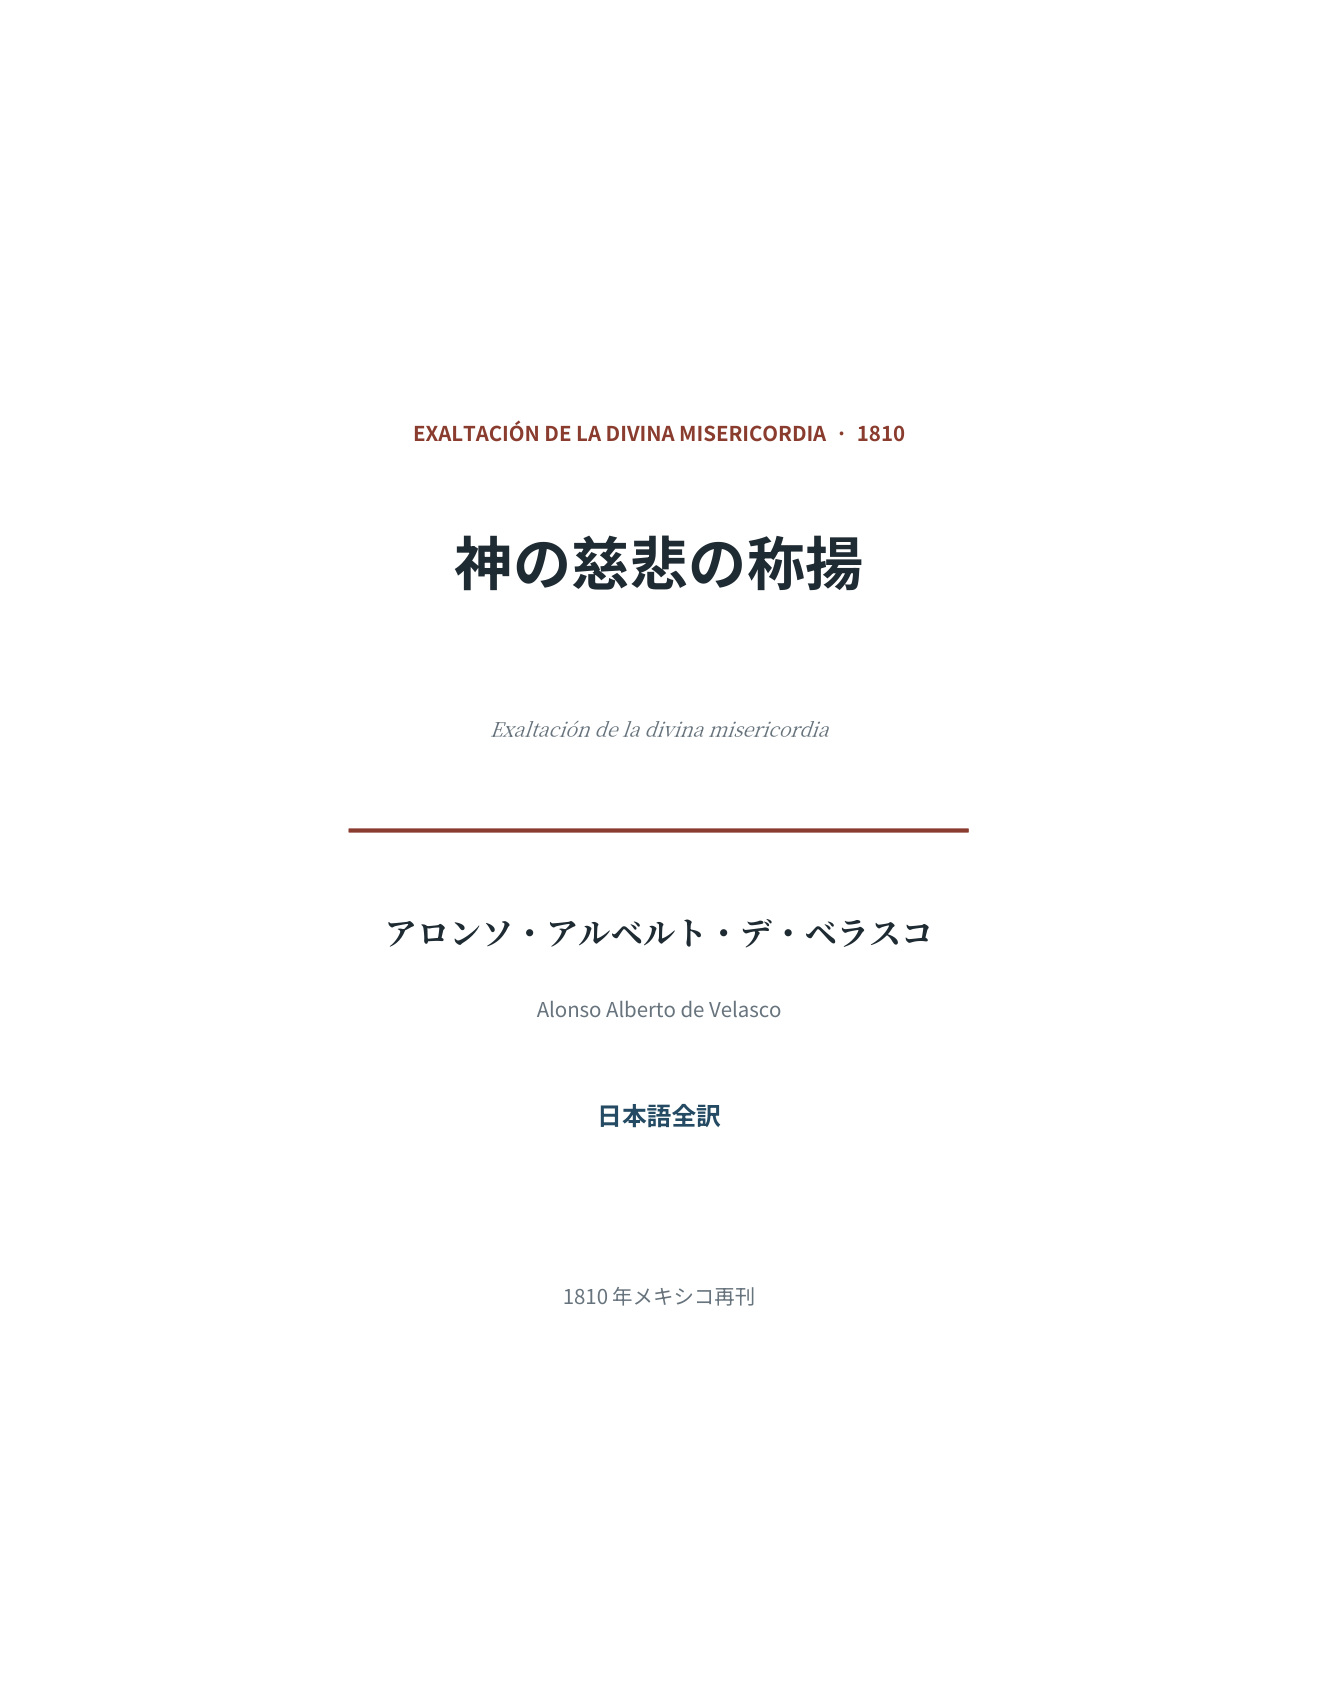 EXALTACIÓN DE LA DIVINA MISERICORDIA · 1810
神の慈悲の称揚
Exaltación de la divina misericordia
アロンソ・アルベルト・デ・ベラスコ
Alonso Alberto de Velasco
日本語全訳
1810 年メキシコ再刊